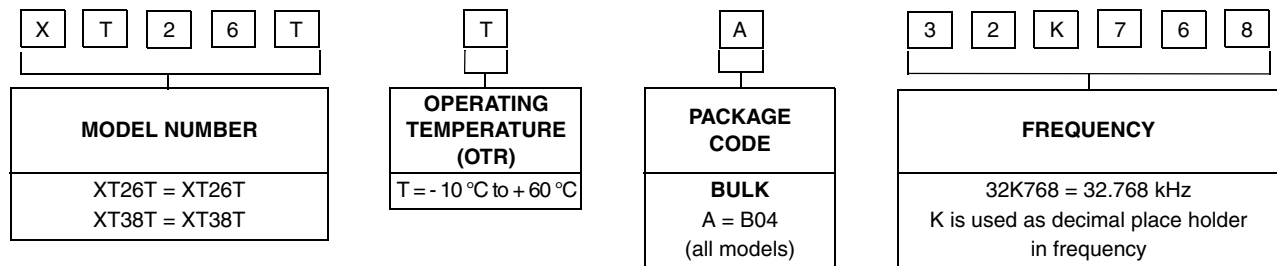 X T 2 6 T T A 3 2 K 7 6 8
MODEL NUMBER
XT26T = XT26T
XT38T = XT38T
OPERATING
TEMPERATURE
(OTR)
T = - 10 °C to + 60 °C
PACKAGE
CODE
BULK
A = B04
(all models)
FREQUENCY
32K768 = 32.768 kHz
K is used as decimal place holder
in frequency